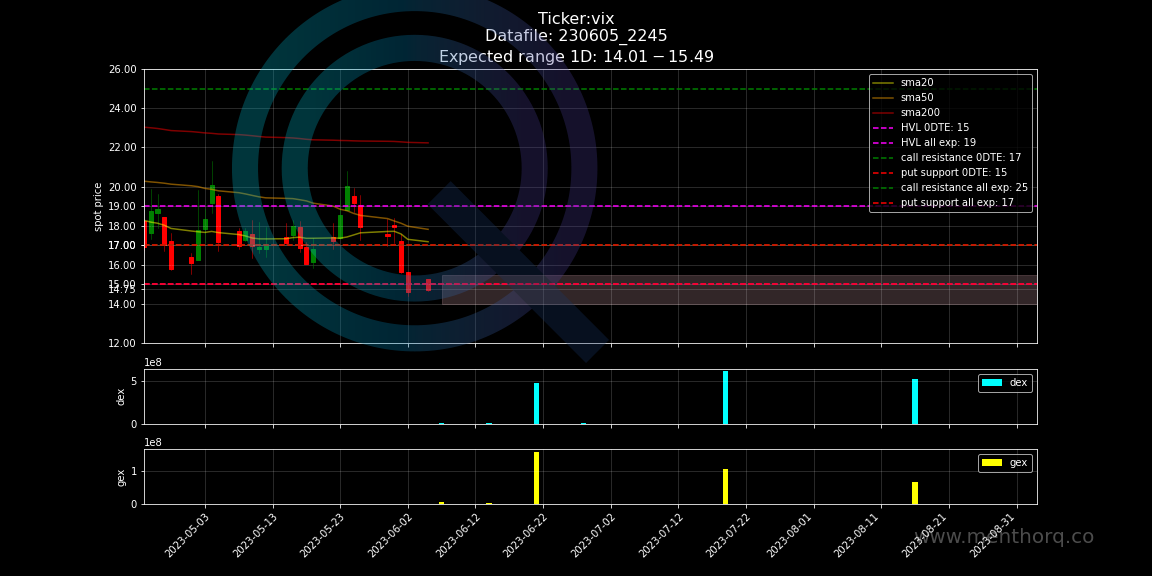 Ticker:vix
Datafile: 230605_2245
Expected range 1D: 14.01 − 15.49
26.00
24.00
22.00
20.00
19.00
18.00
17.00
16.00
15.00
14.75
14.00
12.00
spot price
sma20
sma50
sma200
HVL 0DTE: 15
HVL all exp: 19
call resistance 0DTE: 17
put support 0DTE: 15
call resistance all exp: 25
put support all exp: 17
1e8
5
0
dex
dex
1e8
1
0
gex
gex
2023-05-03
2023-05-13
2023-05-23
2023-06-02
2023-06-12
2023-06-22
2023-07-02
2023-07-12
2023-07-22
2023-08-01
2023-08-11
2023-08-21
2023-08-31
www.menthorq.co